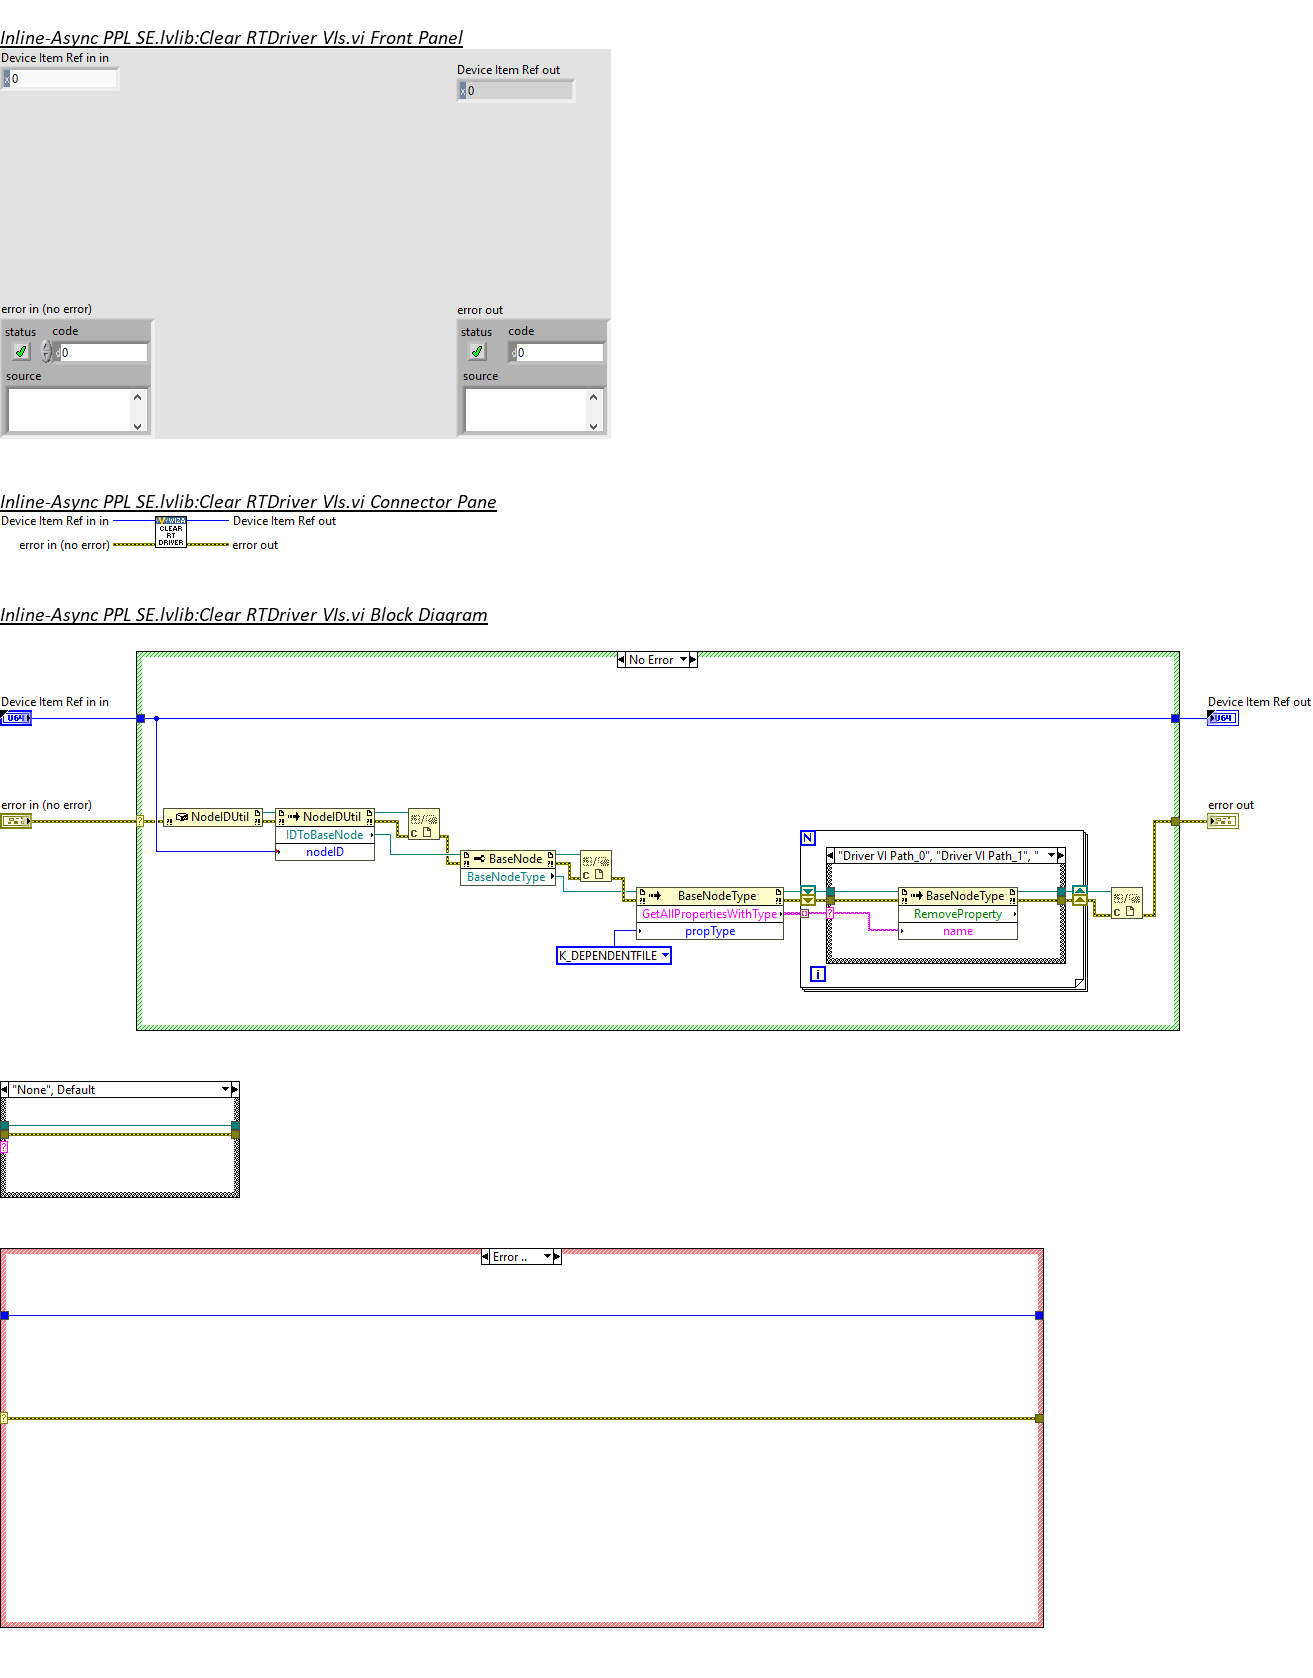 Inline-Async PPL SE.lvlib:Clear RTDriver VIs.vi Front Panel
Device Item Ref in in
x 0
Device Item Ref out
x 0
error in (no error)
status code
d 0
source
error out
status code
d 0
source
Inline-Async PPL SE.lvlib:Clear RTDriver VIs.vi Connector Pane
Device Item Ref in in
CLEAR
RT
DRIVER
Device Item Ref out
error in (no error)
error out
Inline-Async PPL SE.lvlib:Clear RTDriver VIs.vi Block Diagram
No Error
Device Item Ref in in
U64
Device Item Ref out
U64
error in (no error)
error out
?
NodeIDUtil
NodeIDUtil
IDToBaseNode
nodeID
C
BaseNode
BaseNodeType
C
BaseNodeType
GetAllPropertiesWithType
propType
K_DEPENDENTFILE
N
"Driver VI Path_0", "Driver VI Path_1", "
?
BaseNodeType
RemoveProperty
name
i
C
"None", Default
?
Error ..
?